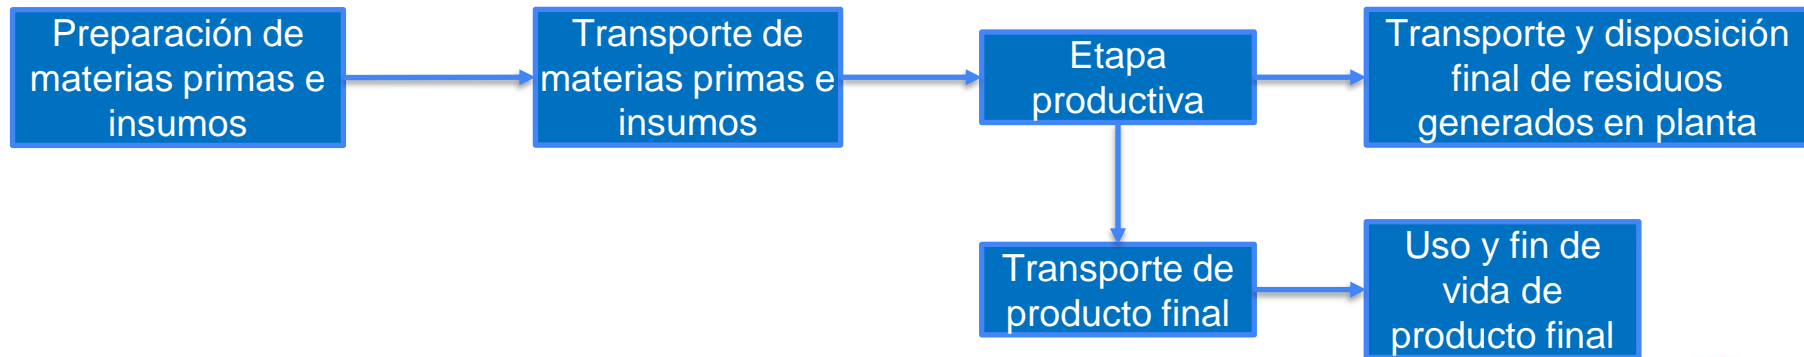 Preparación de
materias primas e
insumos
Transporte de
materias primas e
insumos
Etapa
productiva
Transporte y disposición
final de residuos
generados en planta
Transporte de
producto final
Uso y fin de
vida de
producto final